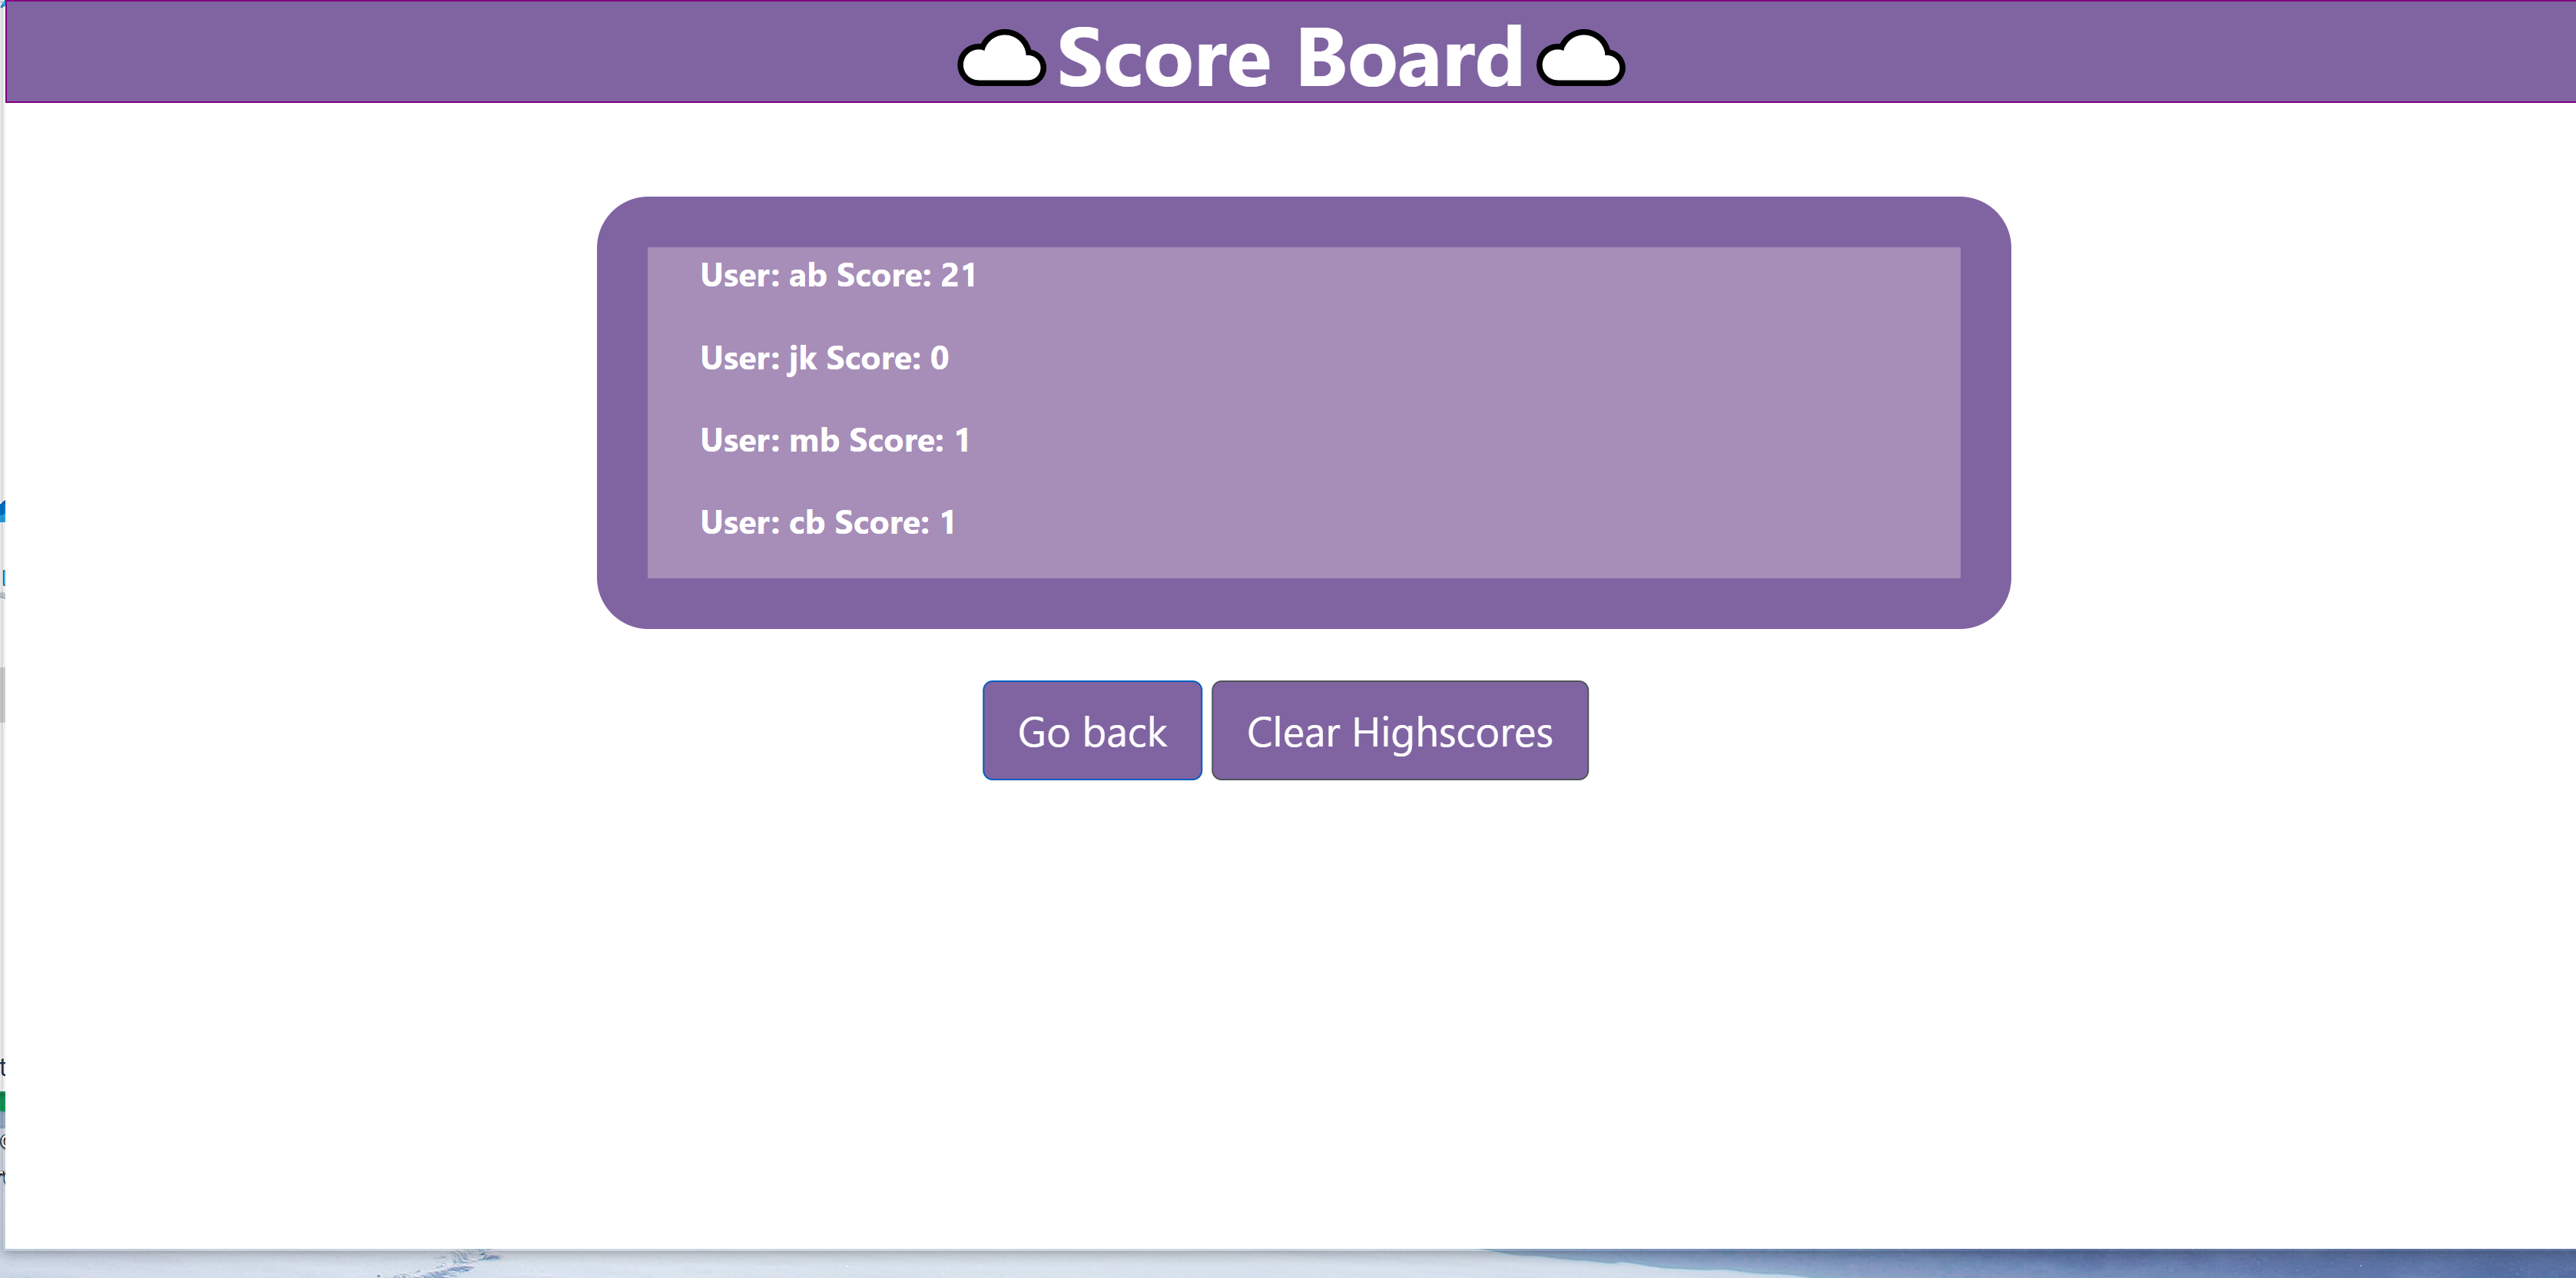 Score Board
User: ab Score: 21
User: jk Score: 0
User: mb Score: 1
User: cb Score: 1
Go back
Clear Highscores